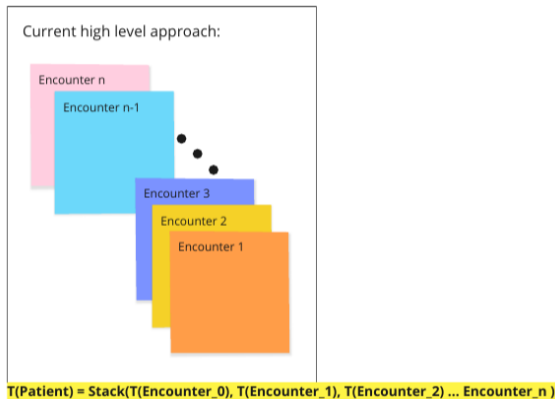 Current high level approach:
Encounter n
Encounter n-1
Encounter 3
Encounter 2
Encounter 1
T(Patient) = Stack(T(Encounter_0), T(Encounter_1), T(Encounter_2) ... Encounter_n )